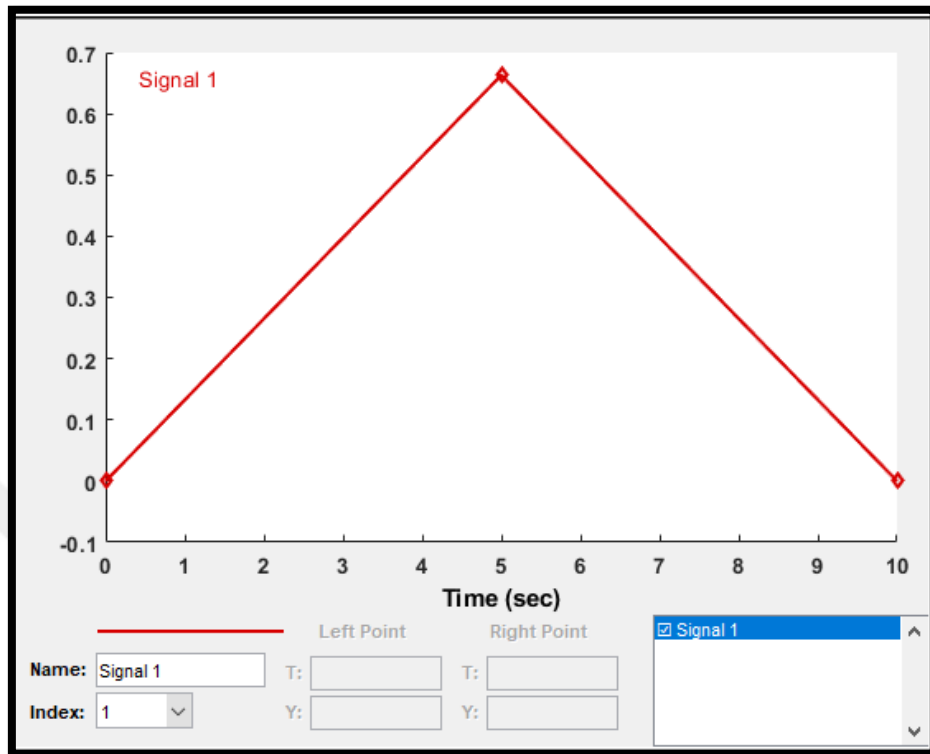 0.7
Signal 1
0.6
0.5
0.4
0.3
0.2
0.1
0
-0.1
0 1 2 3 4 5 6 7 8 9 10
Time (sec)
Left Point Right Point
Signal 1
Name: Signal 1 T: T:
Index: 1 Y: Y: